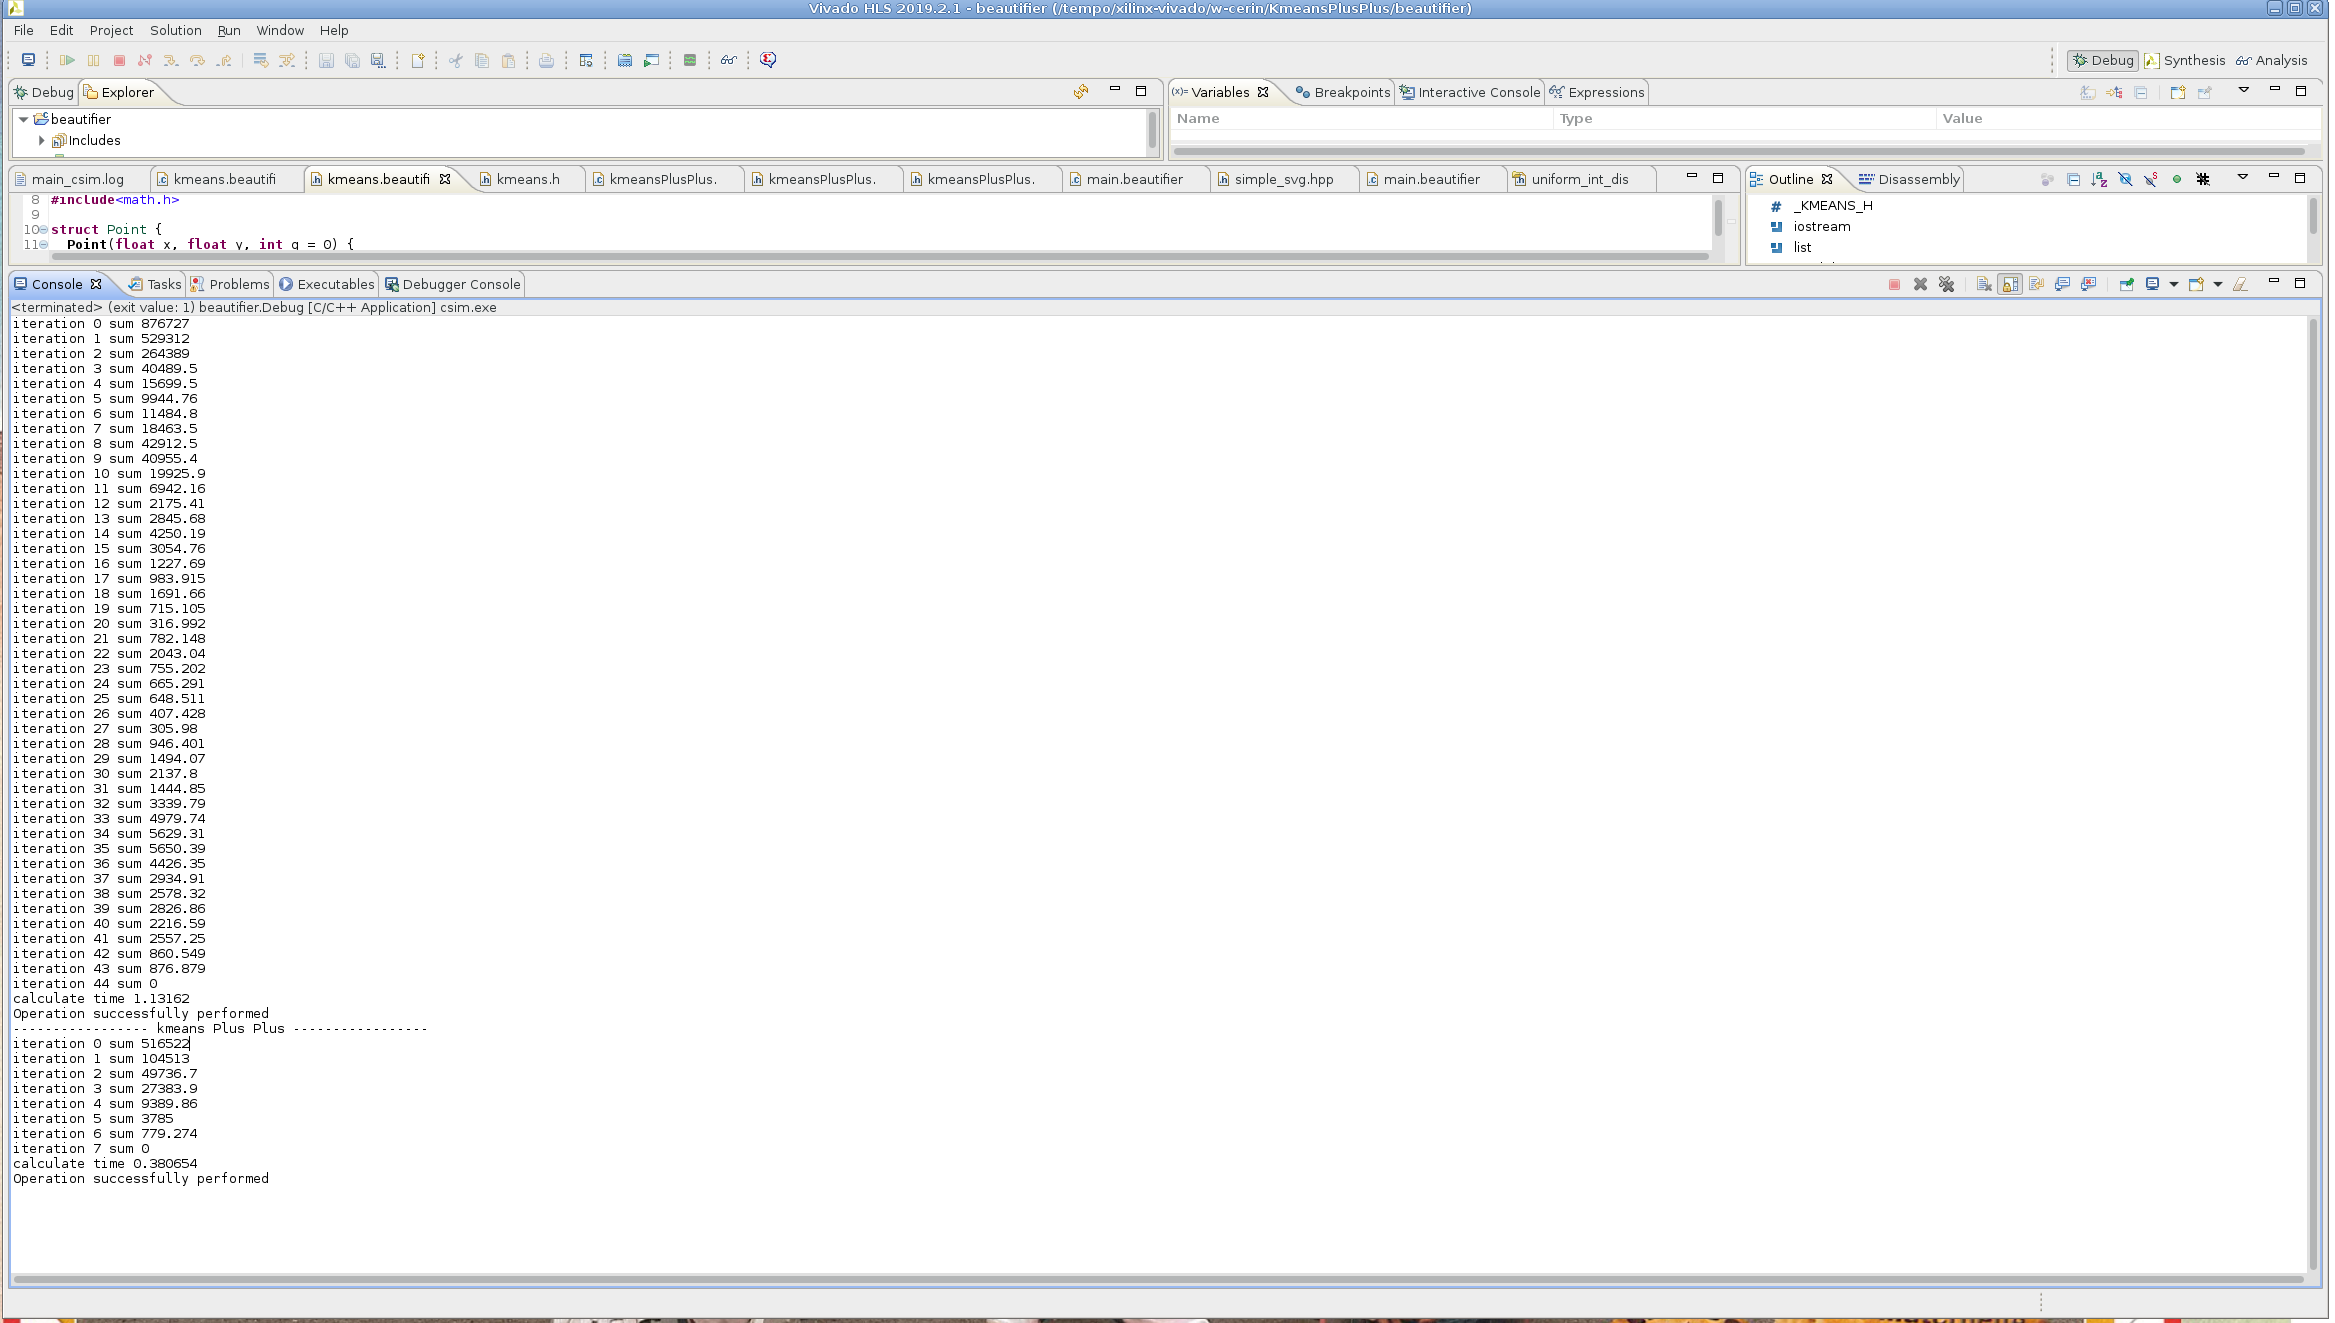 Vivado HLS 2019.2.1 - beautifier (/tempo/xilinx-vivado/w-cerin/KmeansPlusPlus/beautifier)
File Edit Project Solution Run Window Help
Debug Synthesis Analysis
Debug Explorer
Variables Breakpoints Interactive Console Expressions
beautifier
Includes
Name Type Value
main_csim.log kmeans.beautifi kmeans.beautifi kmeans.h kmeansPlusPlus. kmeansPlusPlus. kmeansPlusPlus. main.beautifier simple_svg.hpp main.beautifier uniform_int_dis
Outline Disassembly
8 #include<math.h>
9
10 struct Point {
11 Point(float x, float y, int g = 0) {
# _KMEANS_H
iostream
list
Console Tasks Problems Executables Debugger Console
<terminated> (exit value: 1) beautifier.Debug [C/C++ Application] csim.exe
iteration 0 sum 876727
iteration 1 sum 529312
iteration 2 sum 264389
iteration 3 sum 40489.5
iteration 4 sum 15699.5
iteration 5 sum 9944.76
iteration 6 sum 11484.8
iteration 7 sum 18463.5
iteration 8 sum 42912.5
iteration 9 sum 40955.4
iteration 10 sum 19925.9
iteration 11 sum 6942.16
iteration 12 sum 2175.41
iteration 13 sum 2845.68
iteration 14 sum 4250.19
iteration 15 sum 3054.76
iteration 16 sum 1227.69
iteration 17 sum 983.915
iteration 18 sum 1691.66
iteration 19 sum 715.105
iteration 20 sum 316.992
iteration 21 sum 782.148
iteration 22 sum 2043.04
iteration 23 sum 755.202
iteration 24 sum 665.291
iteration 25 sum 648.511
iteration 26 sum 407.428
iteration 27 sum 305.98
iteration 28 sum 946.401
iteration 29 sum 1494.07
iteration 30 sum 2137.8
iteration 31 sum 1444.85
iteration 32 sum 3339.79
iteration 33 sum 4979.74
iteration 34 sum 5629.31
iteration 35 sum 5650.39
iteration 36 sum 4426.35
iteration 37 sum 2934.91
iteration 38 sum 2578.32
iteration 39 sum 2826.86
iteration 40 sum 2216.59
iteration 41 sum 2557.25
iteration 42 sum 860.549
iteration 43 sum 876.879
iteration 44 sum 0
calculate time 1.13162
Operation successfully performed
----------------- kmeans Plus Plus -----------------
iteration 0 sum 516522
iteration 1 sum 104513
iteration 2 sum 49736.7
iteration 3 sum 27383.9
iteration 4 sum 9389.86
iteration 5 sum 3785
iteration 6 sum 779.274
iteration 7 sum 0
calculate time 0.380654
Operation successfully performed